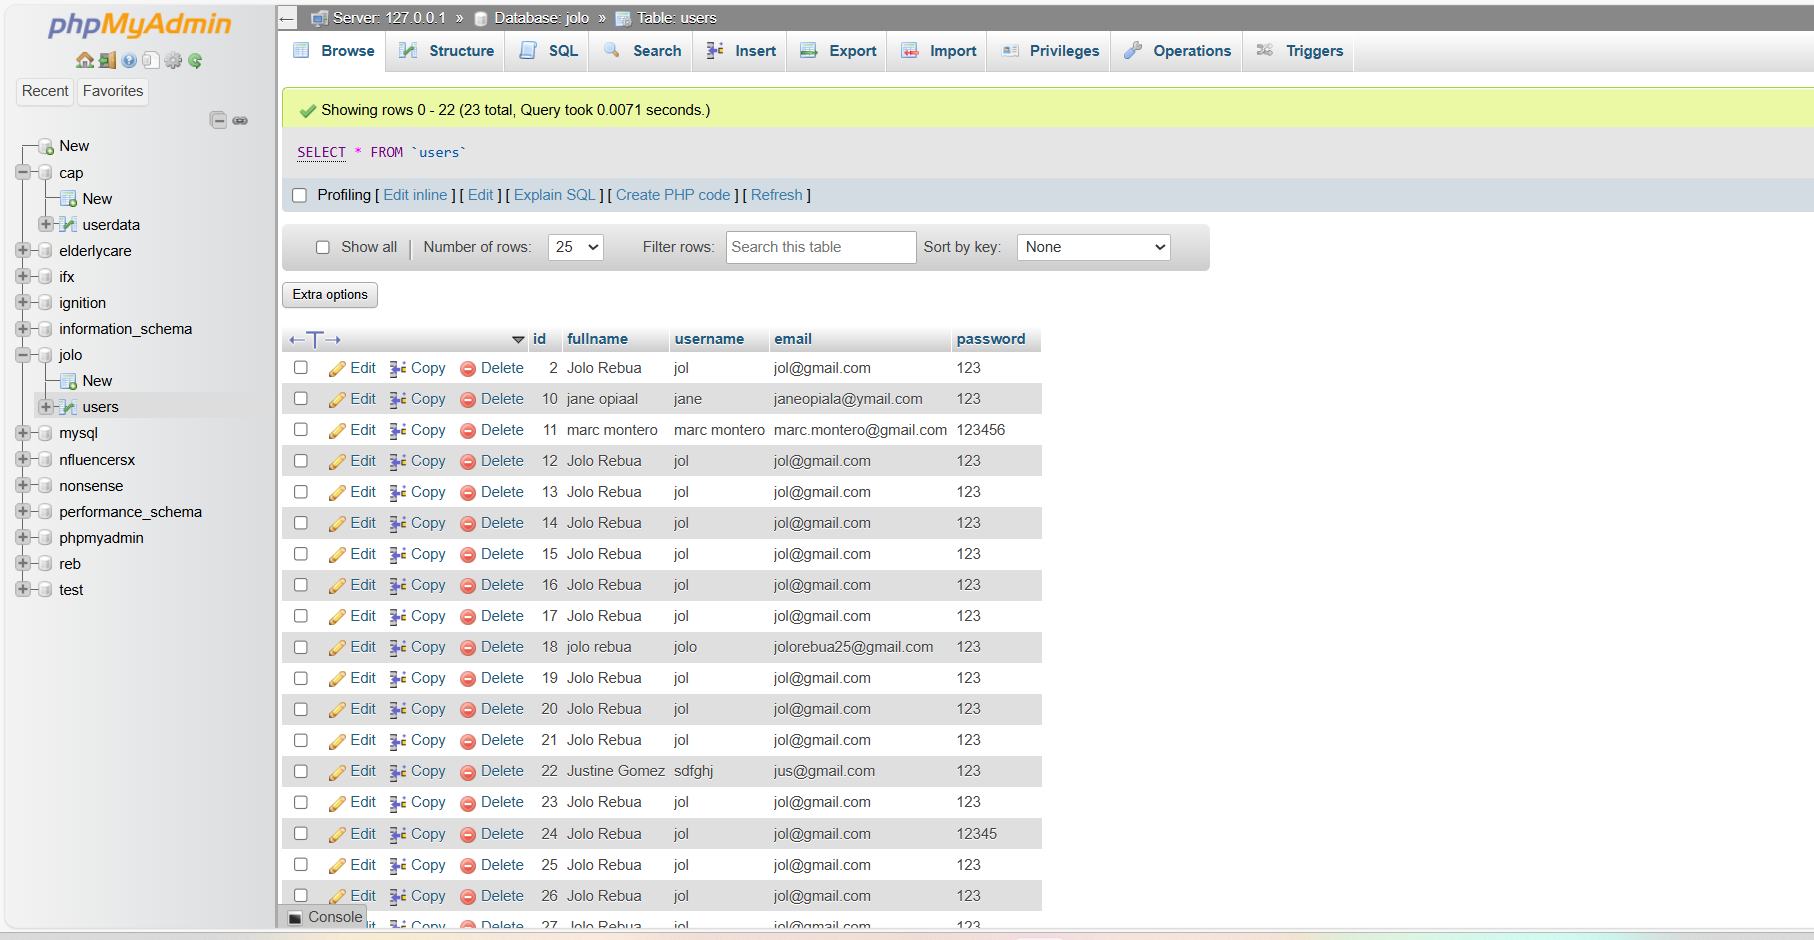 phpMyAdmin
Recent Favorites
New
cap
New
userdata
elderlycare
ifx
ignition
information_schema
jolo
New
users
mysql
nfluencersx
nonsense
performance_schema
phpmyadmin
reb
test
Server: 127.0.0.1 » Database: jolo » Table: users
Browse Structure SQL Search Insert Export Import Privileges Operations Triggers
Showing rows 0 - 22 (23 total, Query took 0.0071 seconds.)
SELECT * FROM `users`
Profiling [ Edit inline ] [ Edit ] [ Explain SQL ] [ Create PHP code ] [ Refresh ]
Show all | Number of rows: 25 Filter rows: Search this table Sort by key: None
Extra options
id fullname username email password
Edit Copy Delete 2 Jolo Rebua jol jol@gmail.com 123
Edit Copy Delete 10 jane opiaal jane janeopiala@ymail.com 123
Edit Copy Delete 11 marc montero marc montero marc.montero@gmail.com 123456
Edit Copy Delete 12 Jolo Rebua jol jol@gmail.com 123
Edit Copy Delete 13 Jolo Rebua jol jol@gmail.com 123
Edit Copy Delete 14 Jolo Rebua jol jol@gmail.com 123
Edit Copy Delete 15 Jolo Rebua jol jol@gmail.com 123
Edit Copy Delete 16 Jolo Rebua jol jol@gmail.com 123
Edit Copy Delete 17 Jolo Rebua jol jol@gmail.com 123
Edit Copy Delete 18 jolo rebua jolo jolorebua25@gmail.com 123
Edit Copy Delete 19 Jolo Rebua jol jol@gmail.com 123
Edit Copy Delete 20 Jolo Rebua jol jol@gmail.com 123
Edit Copy Delete 21 Jolo Rebua jol jol@gmail.com 123
Edit Copy Delete 22 Justine Gomez sdfghj jus@gmail.com 123
Edit Copy Delete 23 Jolo Rebua jol jol@gmail.com 123
Edit Copy Delete 24 Jolo Rebua jol jol@gmail.com 12345
Edit Copy Delete 25 Jolo Rebua jol jol@gmail.com 123
Edit Copy Delete 26 Jolo Rebua jol jol@gmail.com 123
Console Copy Delete 27 Jolo Rebua jol jol@gmail.com 123